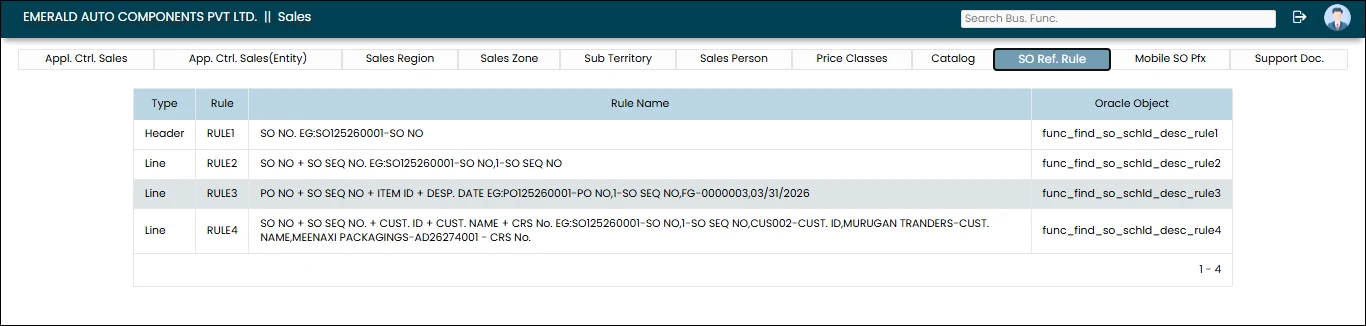 EMERALD AUTO COMPONENTS PVT LTD. || Sales
Search Bus. Func.
Appl. Ctrl. Sales
App. Ctrl. Sales(Entity)
Sales Region
Sales Zone
Sub Territory
Sales Person
Price Classes
Catalog
SO Ref. Rule
Mobile SO Pfx
Support Doc.
Type Rule Rule Name Oracle Object
Header RULE1 SO NO. EG:SO125260001-SO NO func_find_so_schld_desc_rule1
Line RULE2 SO NO + SO SEQ NO. EG:SO125260001-SO NO,1-SO SEQ NO func_find_so_schld_desc_rule2
Line RULE3 PO NO + SO SEQ NO + ITEM ID + DESP. DATE EG:PO125260001-PO NO,1-SO SEQ NO,FG-0000003,03/31/2026 func_find_so_schld_desc_rule3
Line RULE4 SO NO + SO SEQ NO. + CUST. ID + CUST. NAME + CRS No. EG:SO125260001-SO NO,1-SO SEQ NO,CUS002-CUST. ID,MURUGAN TRANDERS-CUST.
NAME,MEENAXI PACKAGINGS-AD26274001 - CRS No. func_find_so_schld_desc_rule4
1 - 4